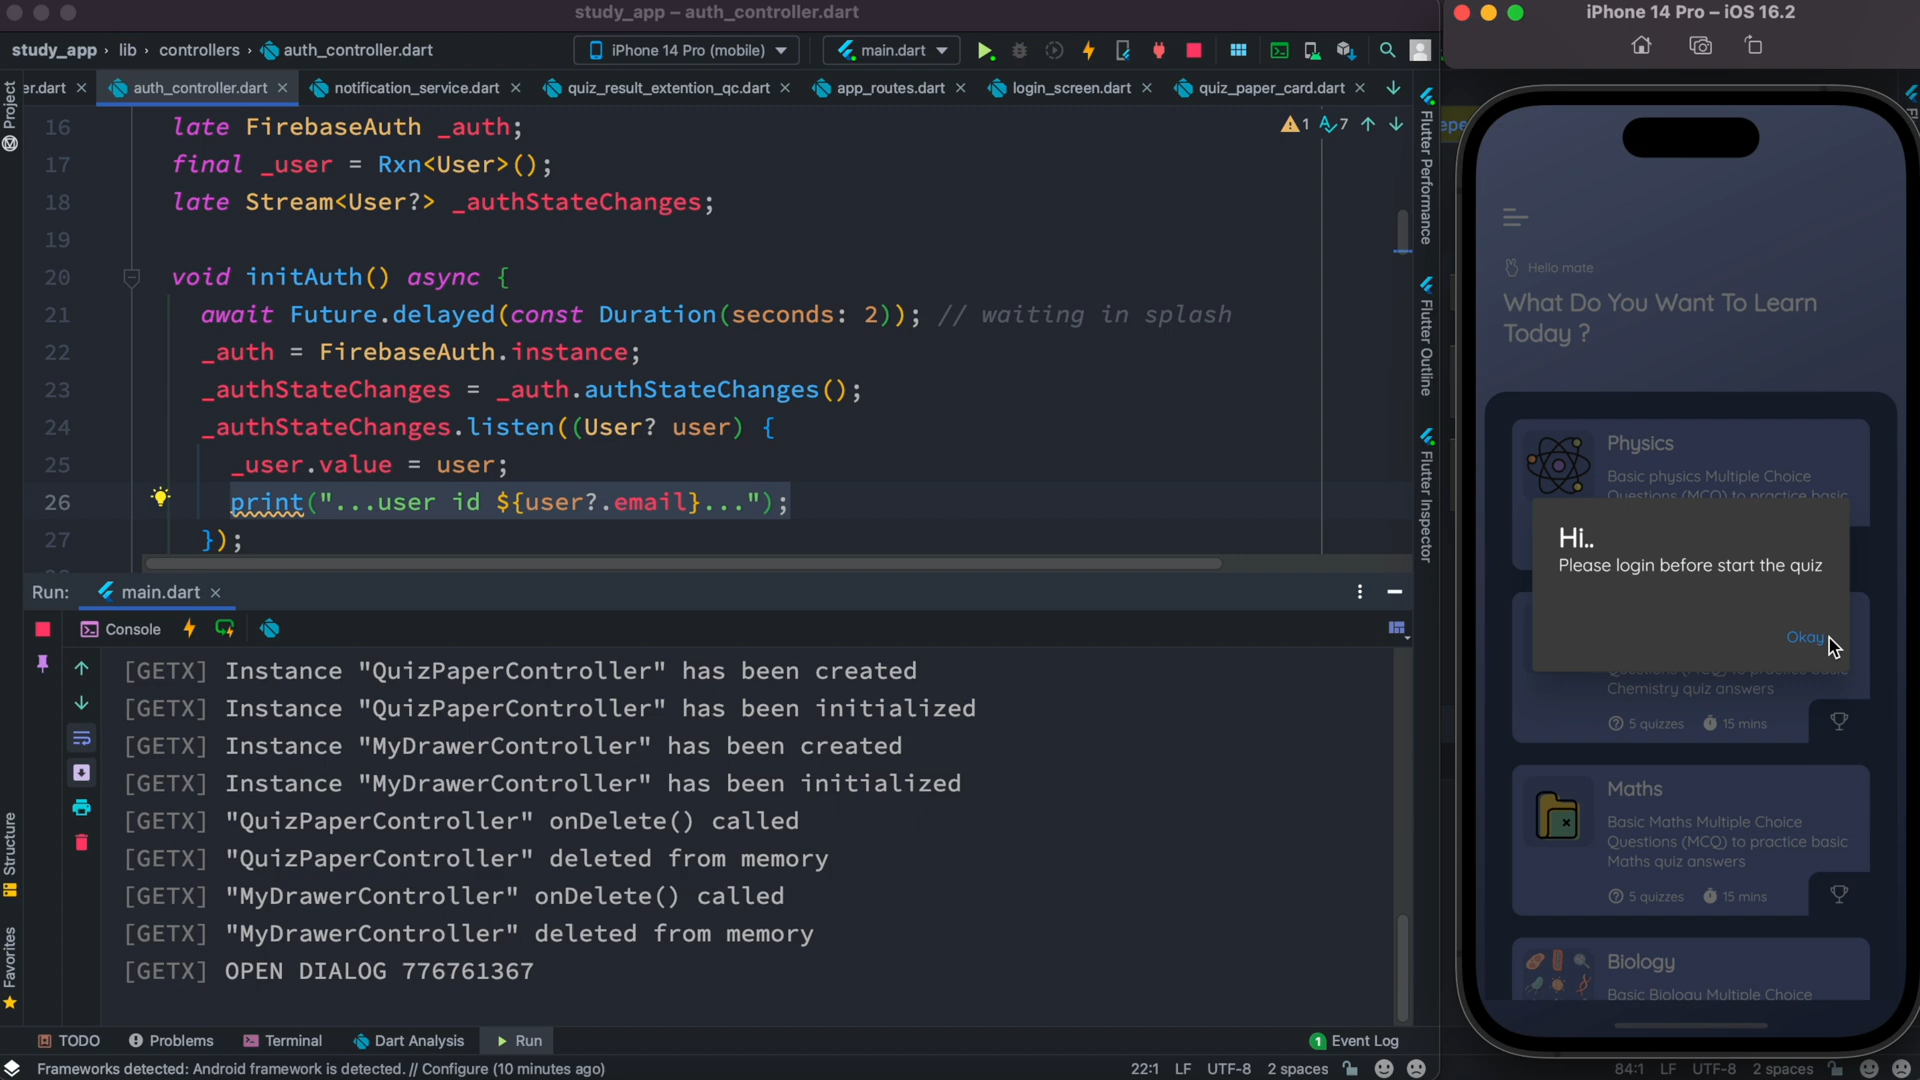 study_app – auth_controller.dart
iPhone 14 Pro – iOS 16.2
study_app › lib › controllers › auth_controller.dart
iPhone 14 Pro (mobile)
main.dart
er.dart
auth_controller.dart
notification_service.dart
quiz_result_extention_qc.dart
app_routes.dart
login_screen.dart
quiz_paper_card.dart
Project
1
7
16 late FirebaseAuth _auth;
17 final _user = Rxn<User>();
18 late Stream<User?> _authStateChanges;
19
20 void initAuth() async {
21 await Future.delayed(const Duration(seconds: 2)); // waiting in splash
22 _auth = FirebaseAuth.instance;
23 _authStateChanges = _auth.authStateChanges();
24 _authStateChanges.listen((User? user) {
25 _user.value = user;
26 print("...user id ${user?.email}...");
27 });
Flutter Performance
Flutter Outline
Flutter Inspector
Run:
main.dart
Console
[GETX] Instance "QuizPaperController" has been created
[GETX] Instance "QuizPaperController" has been initialized
[GETX] Instance "MyDrawerController" has been created
[GETX] Instance "MyDrawerController" has been initialized
[GETX] "QuizPaperController" onDelete() called
[GETX] "QuizPaperController" deleted from memory
[GETX] "MyDrawerController" onDelete() called
[GETX] "MyDrawerController" deleted from memory
[GETX] OPEN DIALOG 776761367
Structure
Favorites
TODO
Problems
Terminal
Dart Analysis
Run
1 Event Log
Frameworks detected: Android framework is detected. // Configure (10 minutes ago)
22:1 LF UTF-8 2 spaces
Hello mate
What Do You Want To Learn
Today ?
Physics
Basic physics Multiple Choice
Questions (MCQ) to practice basic
Hi..
Please login before start the quiz
Okay
Questions (MCQ) to practice basic
Chemistry quiz answers
5 quizzes
15 mins
Maths
Basic Maths Multiple Choice
Questions (MCQ) to practice basic
Maths quiz answers
5 quizzes
15 mins
Biology
Basic Biology Multiple Choice
84:1 LF UTF-8 2 spaces